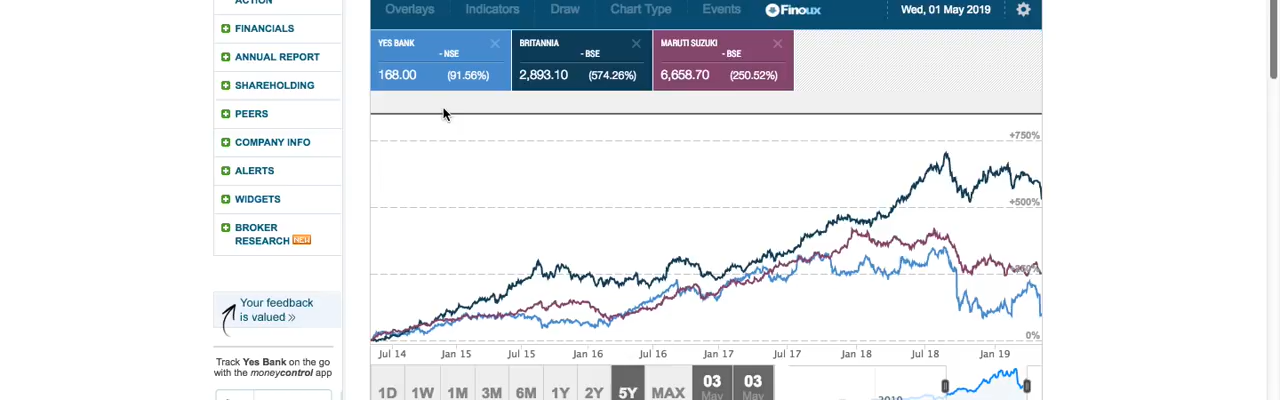 ACTION
FINANCIALS
ANNUAL REPORT
SHAREHOLDING
PEERS
COMPANY INFO
ALERTS
WIDGETS
BROKER
RESEARCH NEW
Your feedback
is valued »
Track Yes Bank on the go
with the moneycontrol app
Overlays Indicators Draw Chart Type Events Finoux Wed, 01 May 2019
YES BANK
- NSE
168.00 (91.56%)
BRITANNIA
- BSE
2,893.10 (574.26%)
MARUTI SUZUKI
- BSE
6,658.70 (250.52%)
+750%
+500%
+250%
0%
Jul 14 Jan 15 Jul 15 Jan 16 Jul 16 Jan 17 Jul 17 Jan 18 Jul 18 Jan 19
1D 1W 1M 3M 6M 1Y 2Y 5Y MAX 03 May 03 May
2019